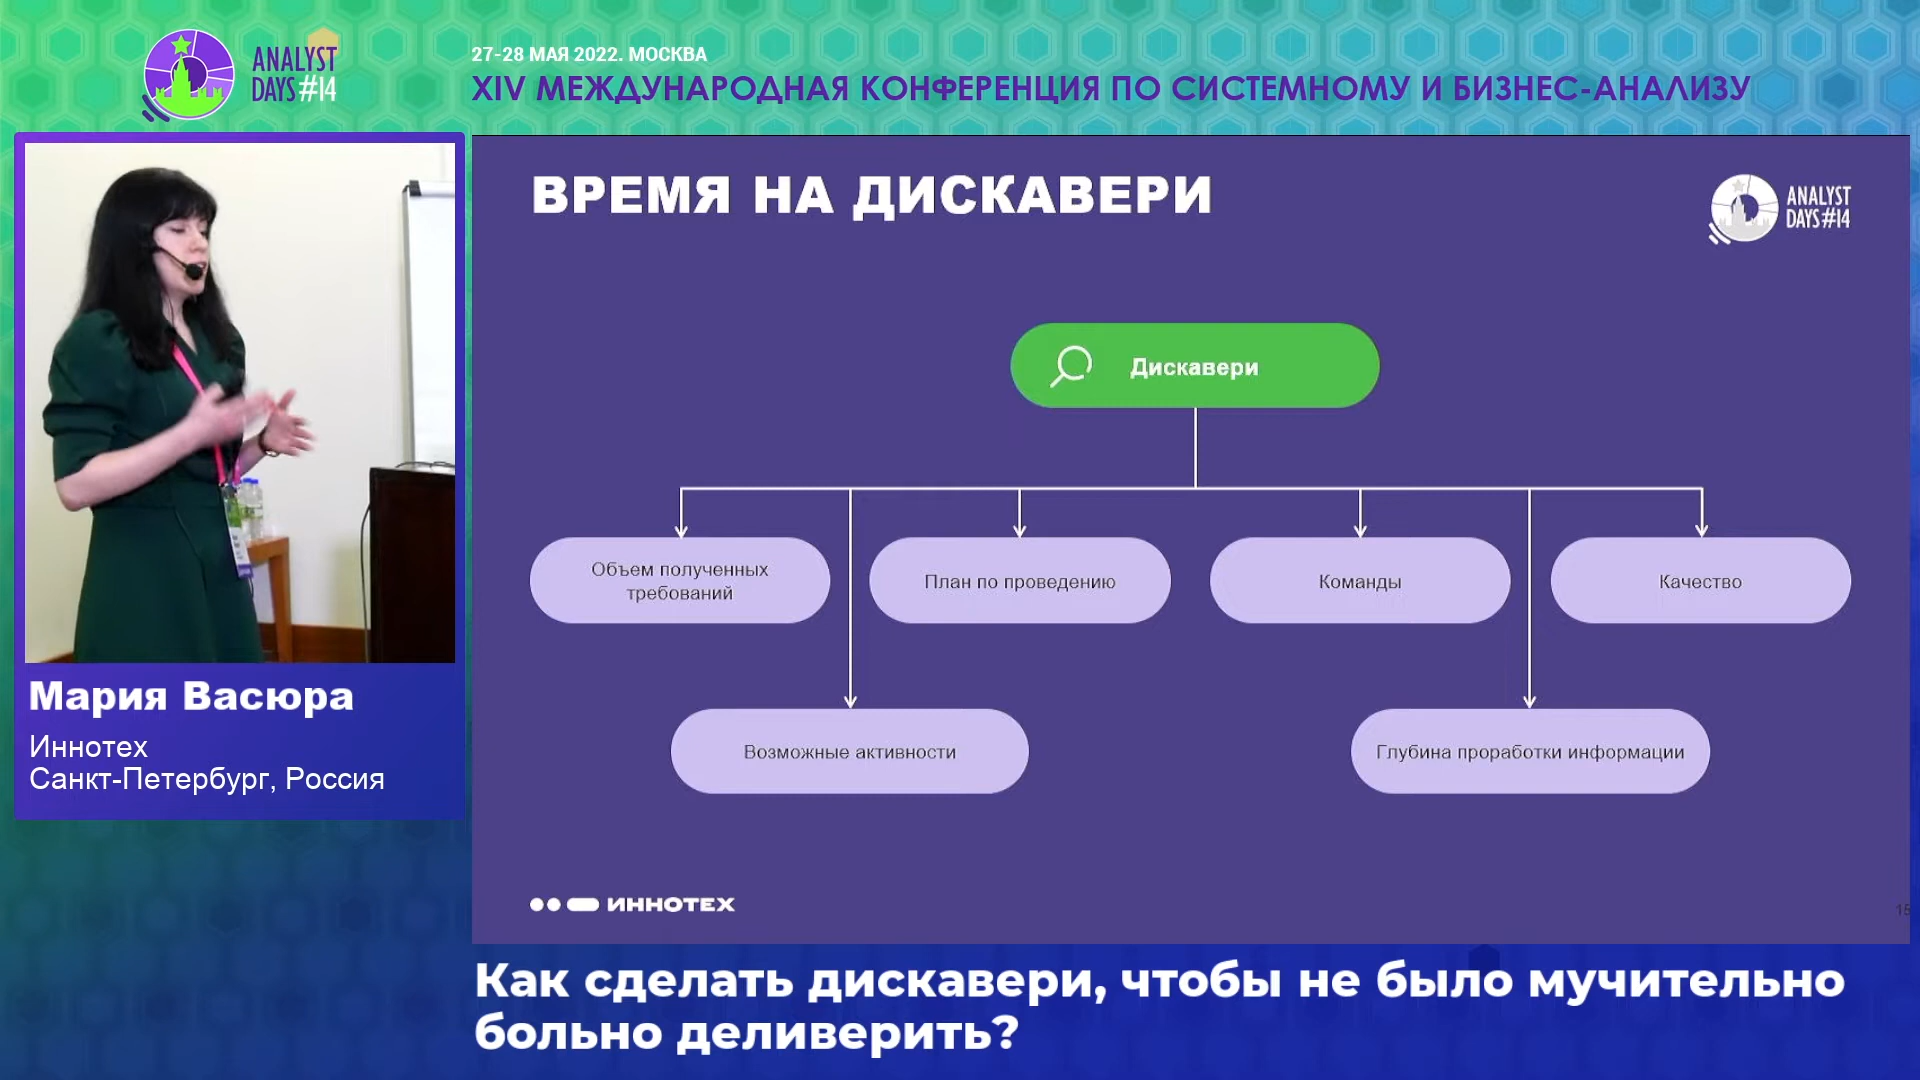 ANALYST
DAYS#14
27-28 МАЯ 2022. МОСКВА
XIV МЕЖДУНАРОДНАЯ КОНФЕРЕНЦИЯ ПО СИСТЕМНОМУ И БИЗНЕС-АНАЛИЗУ
ВРЕМЯ НА ДИСКАВЕРИ
ANALYST
DAYS#14
Дискавери
Объем полученных
требований
План по проведению
Команды
Качество
Возможные активности
Глубина проработки информации
ИННОТЕХ
Мария Васюра
Иннотех
Санкт-Петербург, Россия
Как сделать дискавери, чтобы не было мучительно
больно деливерить?